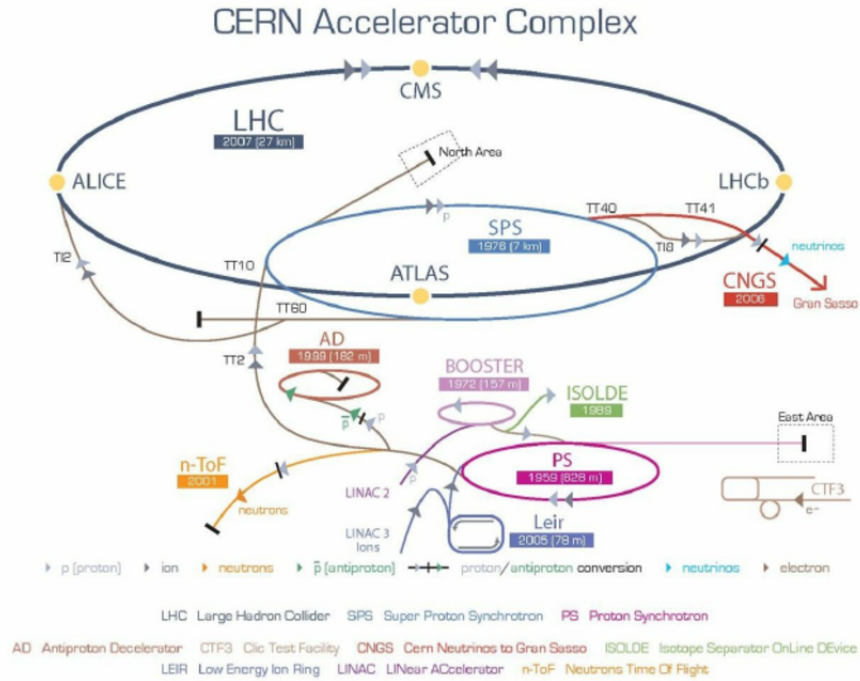 CERN Accelerator Complex
CMS
LHC
2007 (27 km)
North Area
ALICE
LHCb
TT40
TT41
SPS
1976 (7 km)
p
TI8
neutrinos
TI2
TT10
ATLAS
CNGS
2006
Gran Sasso
TT60
AD
1999 (182 m)
TT2
BOOSTER
1972 (157 m)
ISOLDE
1989
p̅
p
East Area
n-ToF
2001
PS
1959 (628 m)
LINAC 2
p
neutrons
CTF3
e-
LINAC 3
Ions
Leir
2005 (78 m)
p (proton) ion neutrons p̅ (antiproton) proton/antiproton conversion neutrinos electron
LHC Large Hadron Collider SPS Super Proton Synchrotron PS Proton Synchrotron
AD Antiproton Decelerator CTF3 Clic Test Facility CNGS Cern Neutrinos to Gran Sasso ISOLDE Isotope Separator OnLine DEvice
LEIR Low Energy Ion Ring LINAC LINear ACcelerator n-ToF Neutrons Time Of Flight